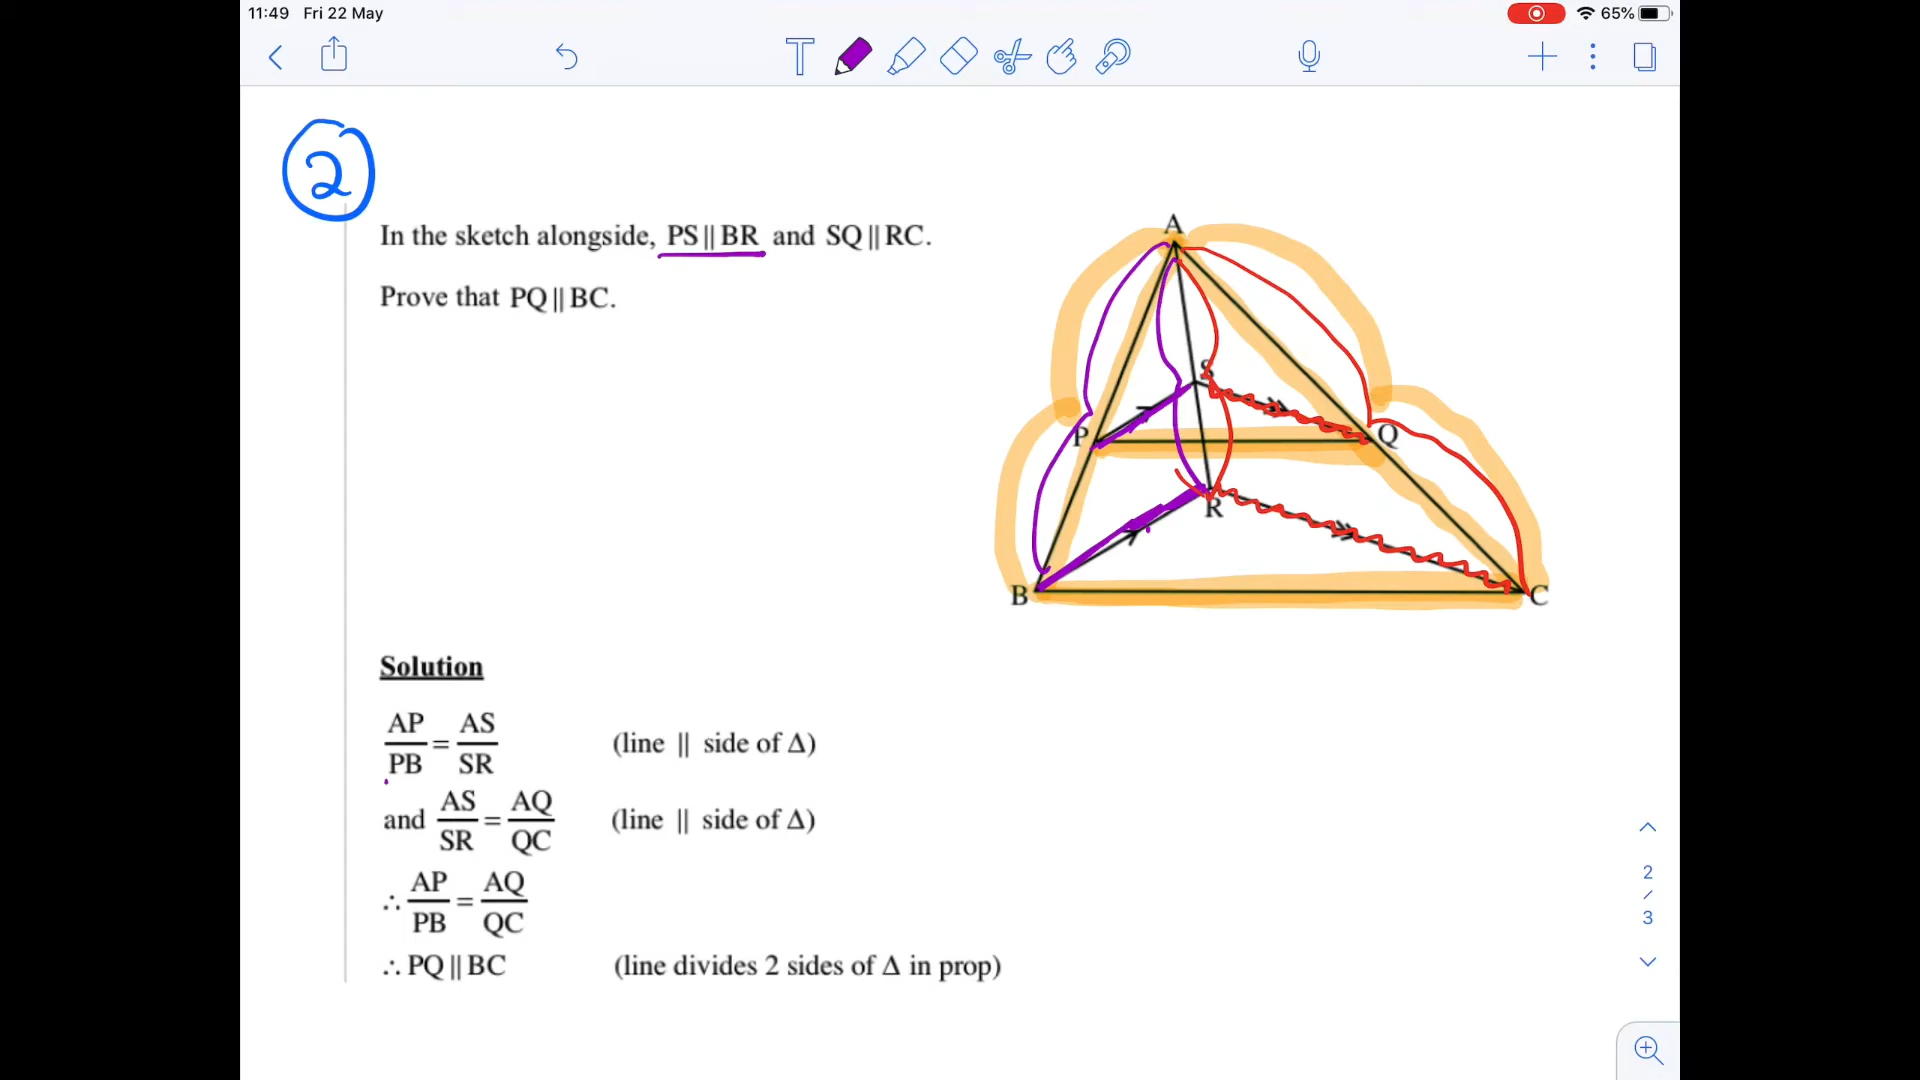 11:49 Fri 22 May
65%
2
In the sketch alongside, PS || BR and SQ || RC.
Prove that PQ || BC.
A
S
P
Q
R
B
C
Solution
AP/PB = AS/SR (line || side of Δ)
and AS/SR = AQ/QC (line || side of Δ)
∴ AP/PB = AQ/QC
∴ PQ || BC (line divides 2 sides of Δ in prop)
2
/
3